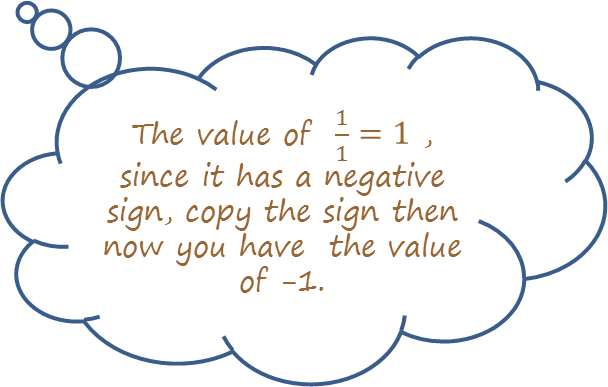 The value of 1/1 = 1 ,
since it has a negative
sign, copy the sign then
now you have the value
of -1.